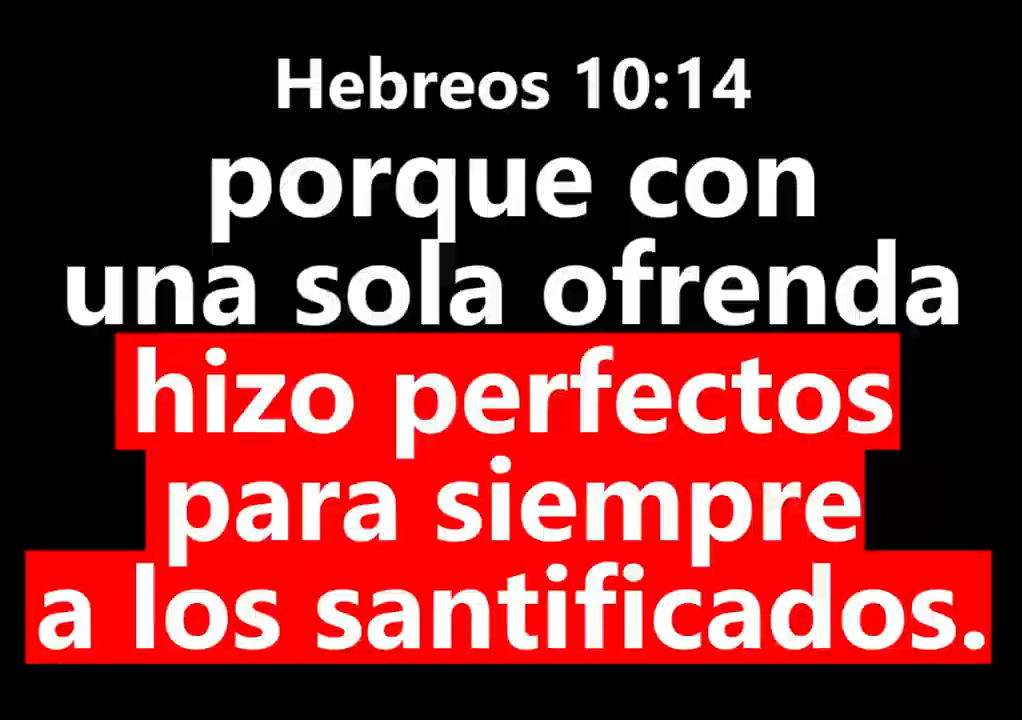 Hebreos 10:14
porque con
una sola ofrenda
hizo perfectos
para siempre
a los santificados.